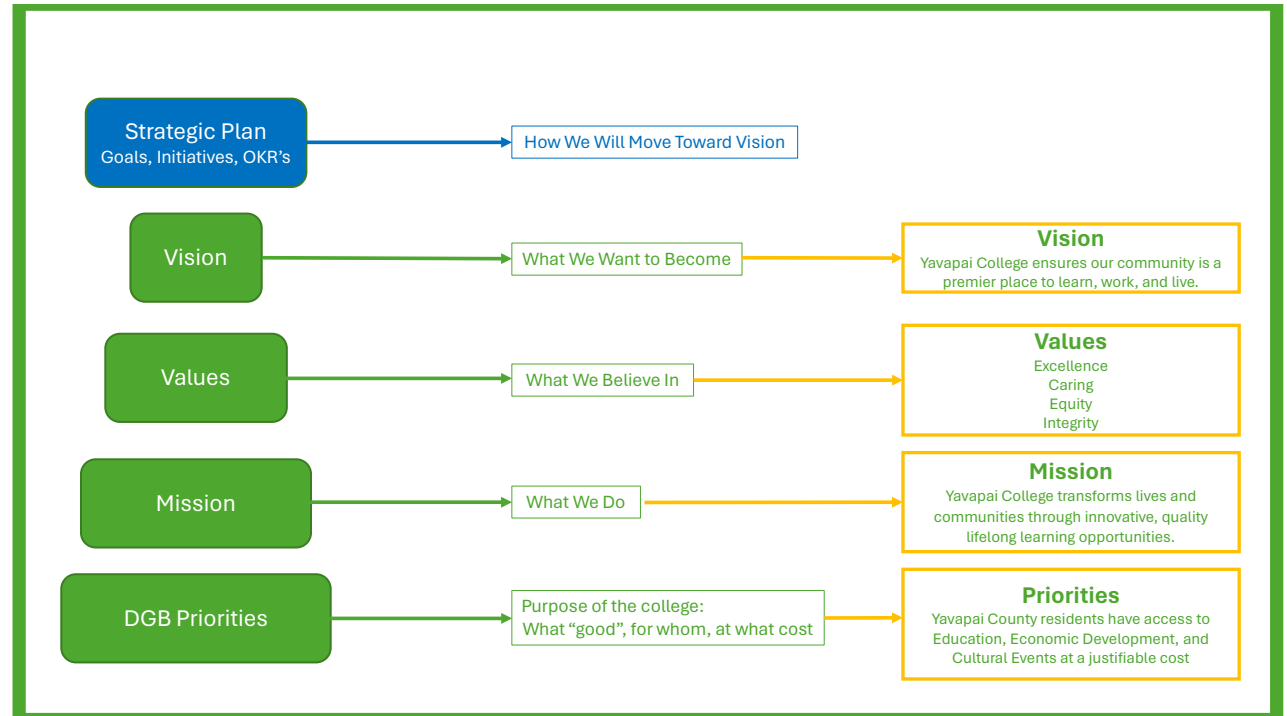 Strategic Plan
Goals, Initiatives, OKR's
How We Will Move Toward Vision
Vision
What We Want to Become
Vision
Yavapai College ensures our community is a
premier place to learn, work, and live.
Values
What We Believe In
Values
Excellence
Caring
Equity
Integrity
Mission
What We Do
Mission
Yavapai College transforms lives and
communities through innovative, quality
lifelong learning opportunities.
DGB Priorities
Purpose of the college:
What “good”, for whom, at what cost
Priorities
Yavapai County residents have access to
Education, Economic Development, and
Cultural Events at a justifiable cost